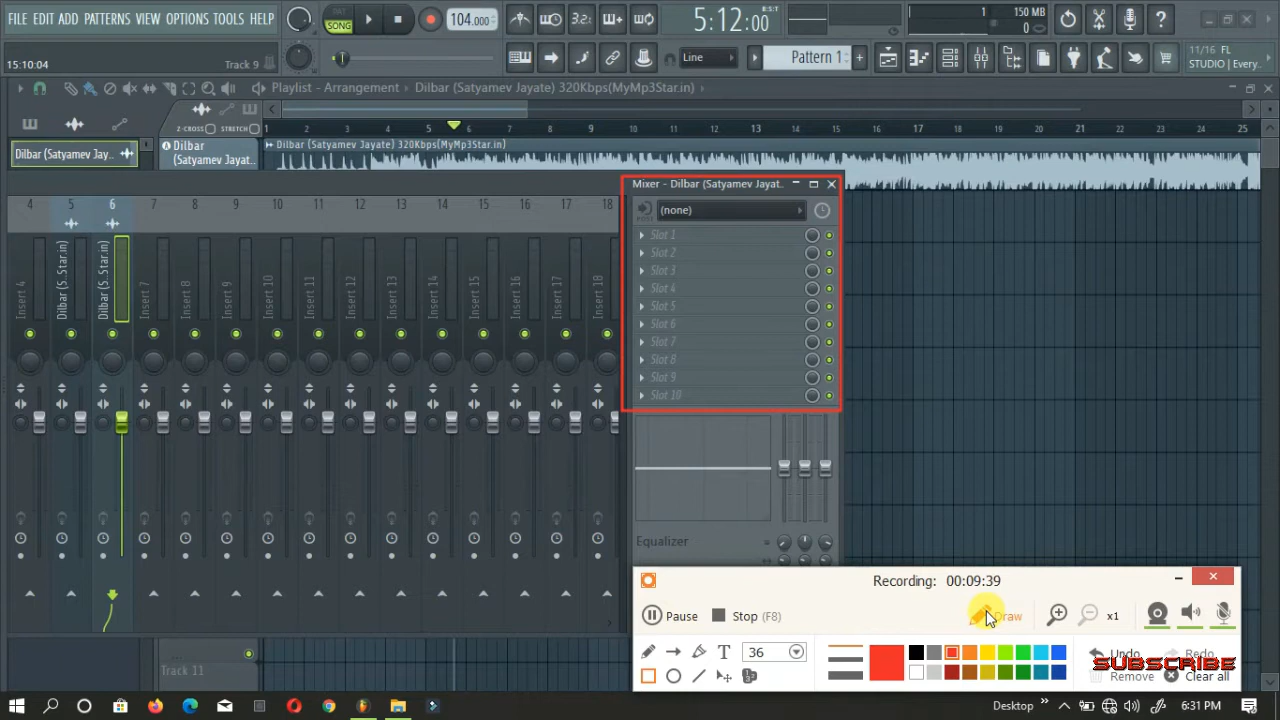 FILE EDIT ADD PATTERNS VIEW OPTIONS TOOLS HELP
PAT
SONG
104.000
3.2:
5:12:00
B:S:T
1
150 MB
0
15:10:04
Track 9
Line
Pattern 1
+
11/16 FL
STUDIO | Every..
Playlist - Arrangement
Dilbar (Satyamev Jayate) 320Kbps(MyMp3Star.in)
Z-CROSS
STRETCH
1 2 3 4 5 6 7 8 9 10 11 12 13 14 15 16 17 18 19 20 21 22 23 24 25
Dilbar (Satyamev Jay..
Dilbar
(Satyamev Jayat..
Dilbar (Satyamev Jayate) 320Kbps(MyMp3Star.in)
Mixer - Dilbar (Satyamev Jayat..
4 5 6 7 8 9 10 11 12 13 14 15 16 17 18
(none)
Slot 1
Slot 2
Slot 3
Slot 4
Slot 5
Slot 6
Slot 7
Slot 8
Slot 9
Slot 10
Insert 4
Dilbar (S..Star.in)
Dilbar (S..Star.in)
Insert 7
Insert 8
Insert 9
Insert 10
Insert 11
Insert 12
Insert 13
Insert 14
Insert 15
Insert 16
Insert 17
Insert 18
Equalizer
Recording: 00:09:39
Pause
Stop (F8)
Draw
x1
T
36
Undo
Redo
SUBSCRIBE
Remove
Clear all
Track 11
Desktop
6:31 PM